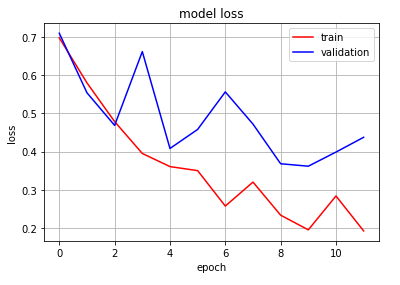 model loss
train
validation
0.7
0.6
0.5
0.4
0.3
0.2
loss
0 2 4 6 8 10
epoch